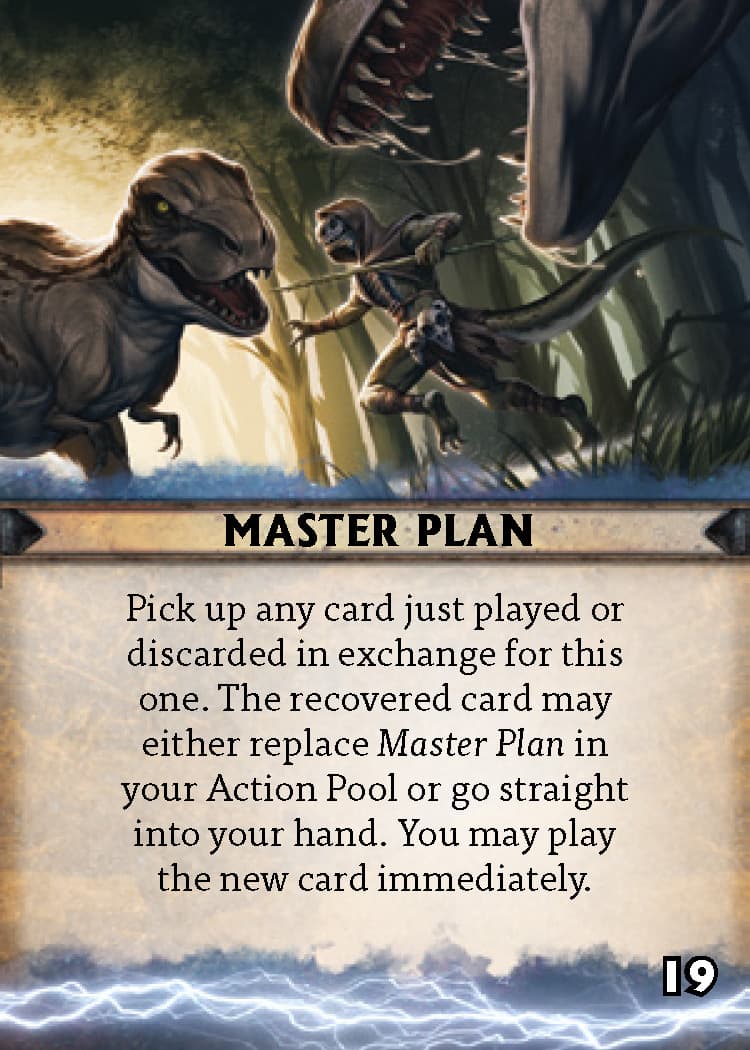 MASTER PLAN
Pick up any card just played or
discarded in exchange for this
one. The recovered card may
either replace Master Plan in
your Action Pool or go straight
into your hand. You may play
the new card immediately.
19